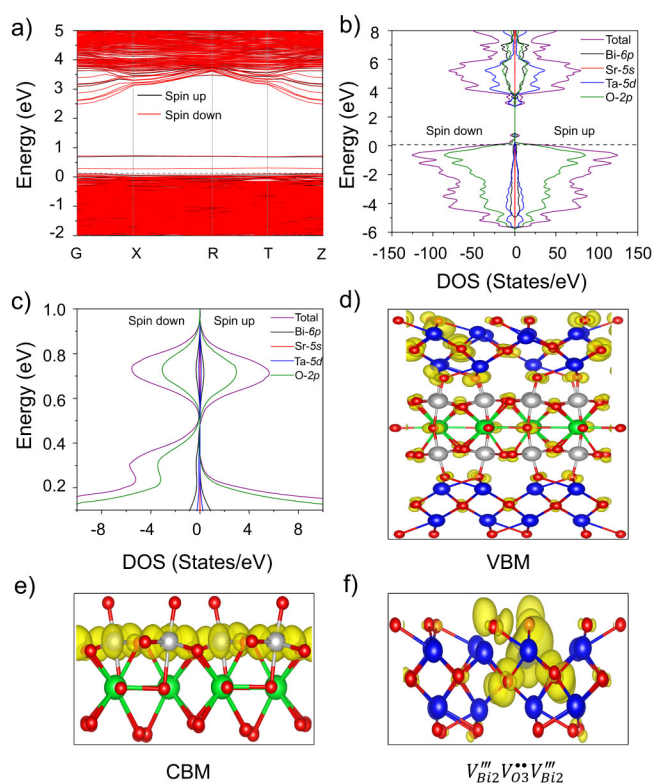 a)
5
4
3
2
1
0
-1
-2
Energy (eV)
Spin up
Spin down
G X R T Z
b)
8
6
4
2
0
-2
-4
-6
Energy (eV)
Total
Bi-6p
Sr-5s
Ta-5d
O-2p
Spin down Spin up
-150 -100 -50 0 50 100 150
DOS (States/eV)
c)
1.0
0.8
0.6
0.4
0.2
Energy (eV)
Spin down Spin up
Total
Bi-6p
Sr-5s
Ta-5d
O-2p
-8 -4 0 4 8
DOS (States/eV)
d)
VBM
e)
CBM
f)
V‴Bi2V••O3V‴Bi2